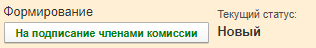 Формирование
На подписание членами комиссии
Текущий статус:
Новый